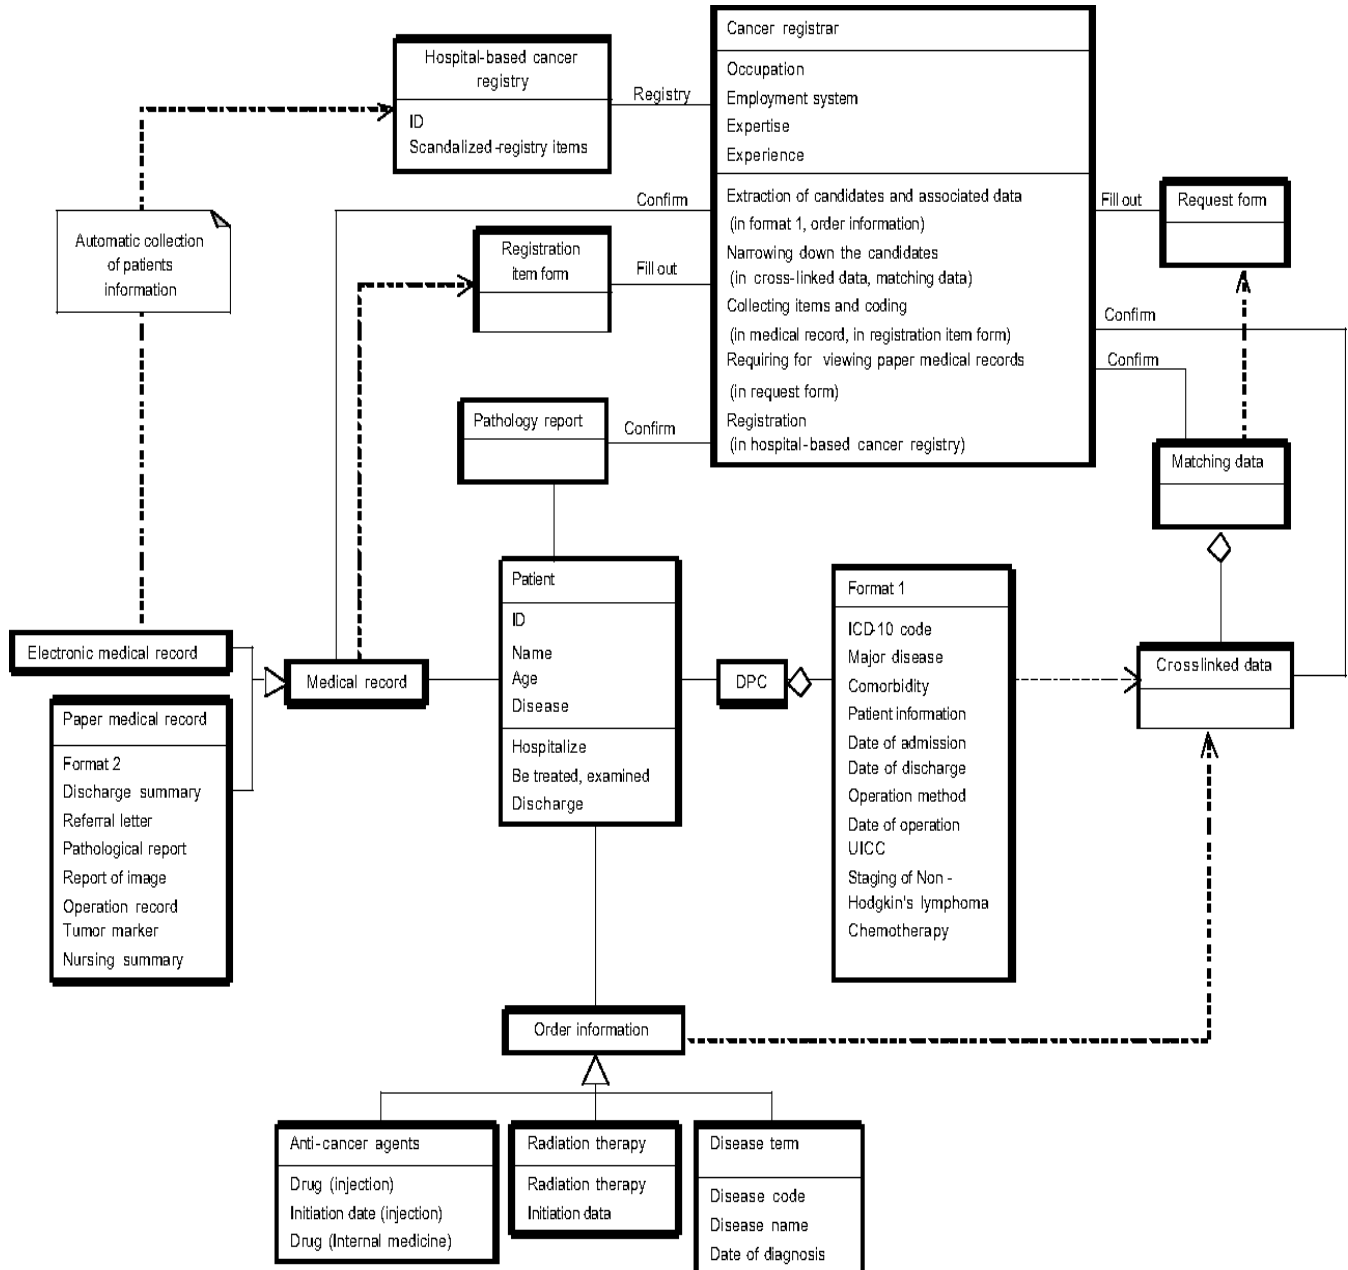 Cancer registrar
Occupation
Employment system
Expertise
Experience
Extraction of candidates and associated data
(in format 1, order information)
Narrowing down the candidates
(in cross-linked data, matching data)
Collecting items and coding
(in medical record, in registration item form)
Requiring for viewing paper medical records
(in request form)
Registration
(in hospital-based cancer registry)
Hospital-based cancer
registry
ID
Scandalized-registry items
Registry
Confirm
Fill out
Confirm
Fill out
Confirm
Confirm
Request form
Automatic collection
of patients
information
Registration
item form
Pathology report
Matching data
Patient
ID
Name
Age
Disease
Hospitalize
Be treated, examined
Discharge
Format 1
ICD-10 code
Major disease
Comorbidity
Patient information
Date of admission
Date of discharge
Operation method
Date of operation
UICC
Staging of Non -
Hodgkin's lymphoma
Chemotherapy
Electronic medical record
Medical record
DPC
Crosslinked data
Paper medical record
Format 2
Discharge summary
Referral letter
Pathological report
Report of image
Operation record
Tumor marker
Nursing summary
Order information
Anti-cancer agents
Drug (injection)
Initiation date (injection)
Drug (Internal medicine)
Radiation therapy
Radiation therapy
Initiation data
Disease term
Disease code
Disease name
Date of diagnosis